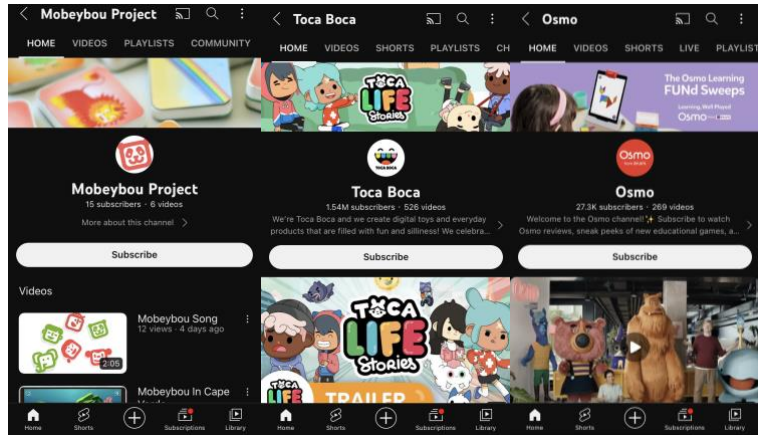 Mobeybou Project
HOME VIDEOS PLAYLISTS COMMUNITY
Mobeybou Project
15 subscribers · 6 videos
More about this channel
Subscribe
Videos
Mobeybou Song
12 views · 4 days ago
2:05
Mobeybou In Cape
Home Shorts Subscriptions Library
Toca Boca
HOME VIDEOS SHORTS PLAYLISTS CH
TOCA
LIFE
Stories
TOCA BOCA
Toca Boca
1.54M subscribers · 526 videos
We're Toca Boca and we create digital toys and everyday
products that are filled with fun and silliness! We celebra...
Subscribe
TOCA
LIFE
Stories
TOCA
LIFE
TRAILER
Home Shorts Subscriptions Library
Osmo
HOME VIDEOS SHORTS LIVE PLAYLIST
The Osmo Learning
FUNd Sweeps
Learning, Well Played
Osmo
Osmo
Osmo
27.3K subscribers · 269 videos
Welcome to the Osmo channel!✨ Subscribe to watch
Osmo reviews, sneak peeks of new educational games, a...
Subscribe
Home Shorts Subscriptions Library